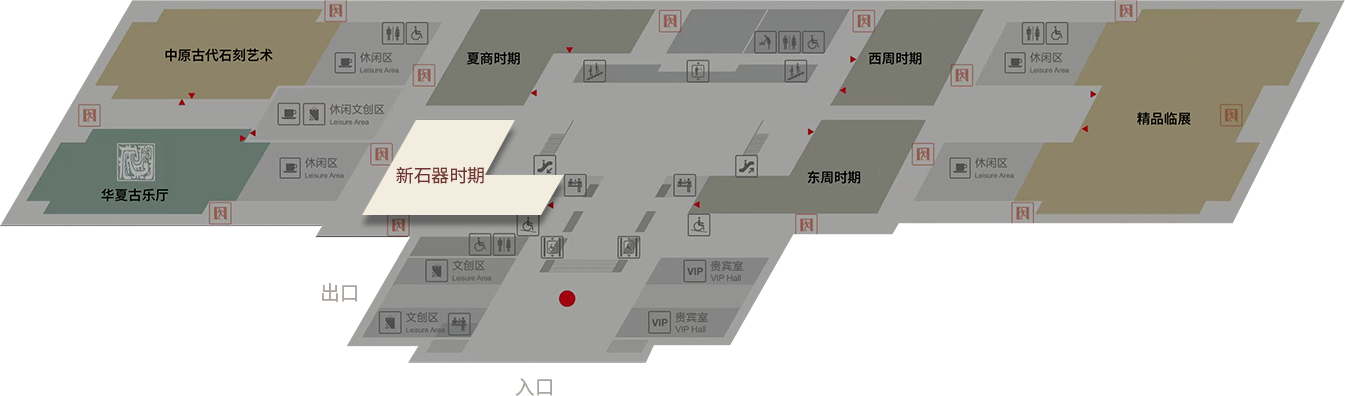 中原古代石刻艺术
休闲区
Leisure Area
夏商时期
西周时期
休闲区
Leisure Area
休闲文创区
Leisure Area
精品临展
华夏古乐厅
休闲区
Leisure Area
新石器时期
东周时期
休闲区
Leisure Area
文创区
Leisure Area
VIP
贵宾室
VIP Hall
出口
文创区
Leisure Area
VIP
贵宾室
VIP Hall
入口